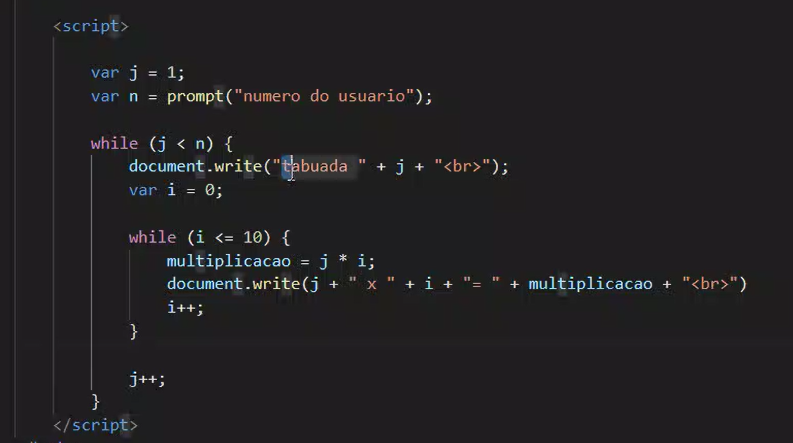 <script>
var j = 1;
var n = prompt("numero do usuario");
while (j < n) {
document.write("tabuada " + j + "<br>");
var i = 0;
while (i <= 10) {
multiplicacao = j * i;
document.write(j + " x " + i + "= " + multiplicacao + "<br>")
i++;
}
j++;
}
</script>